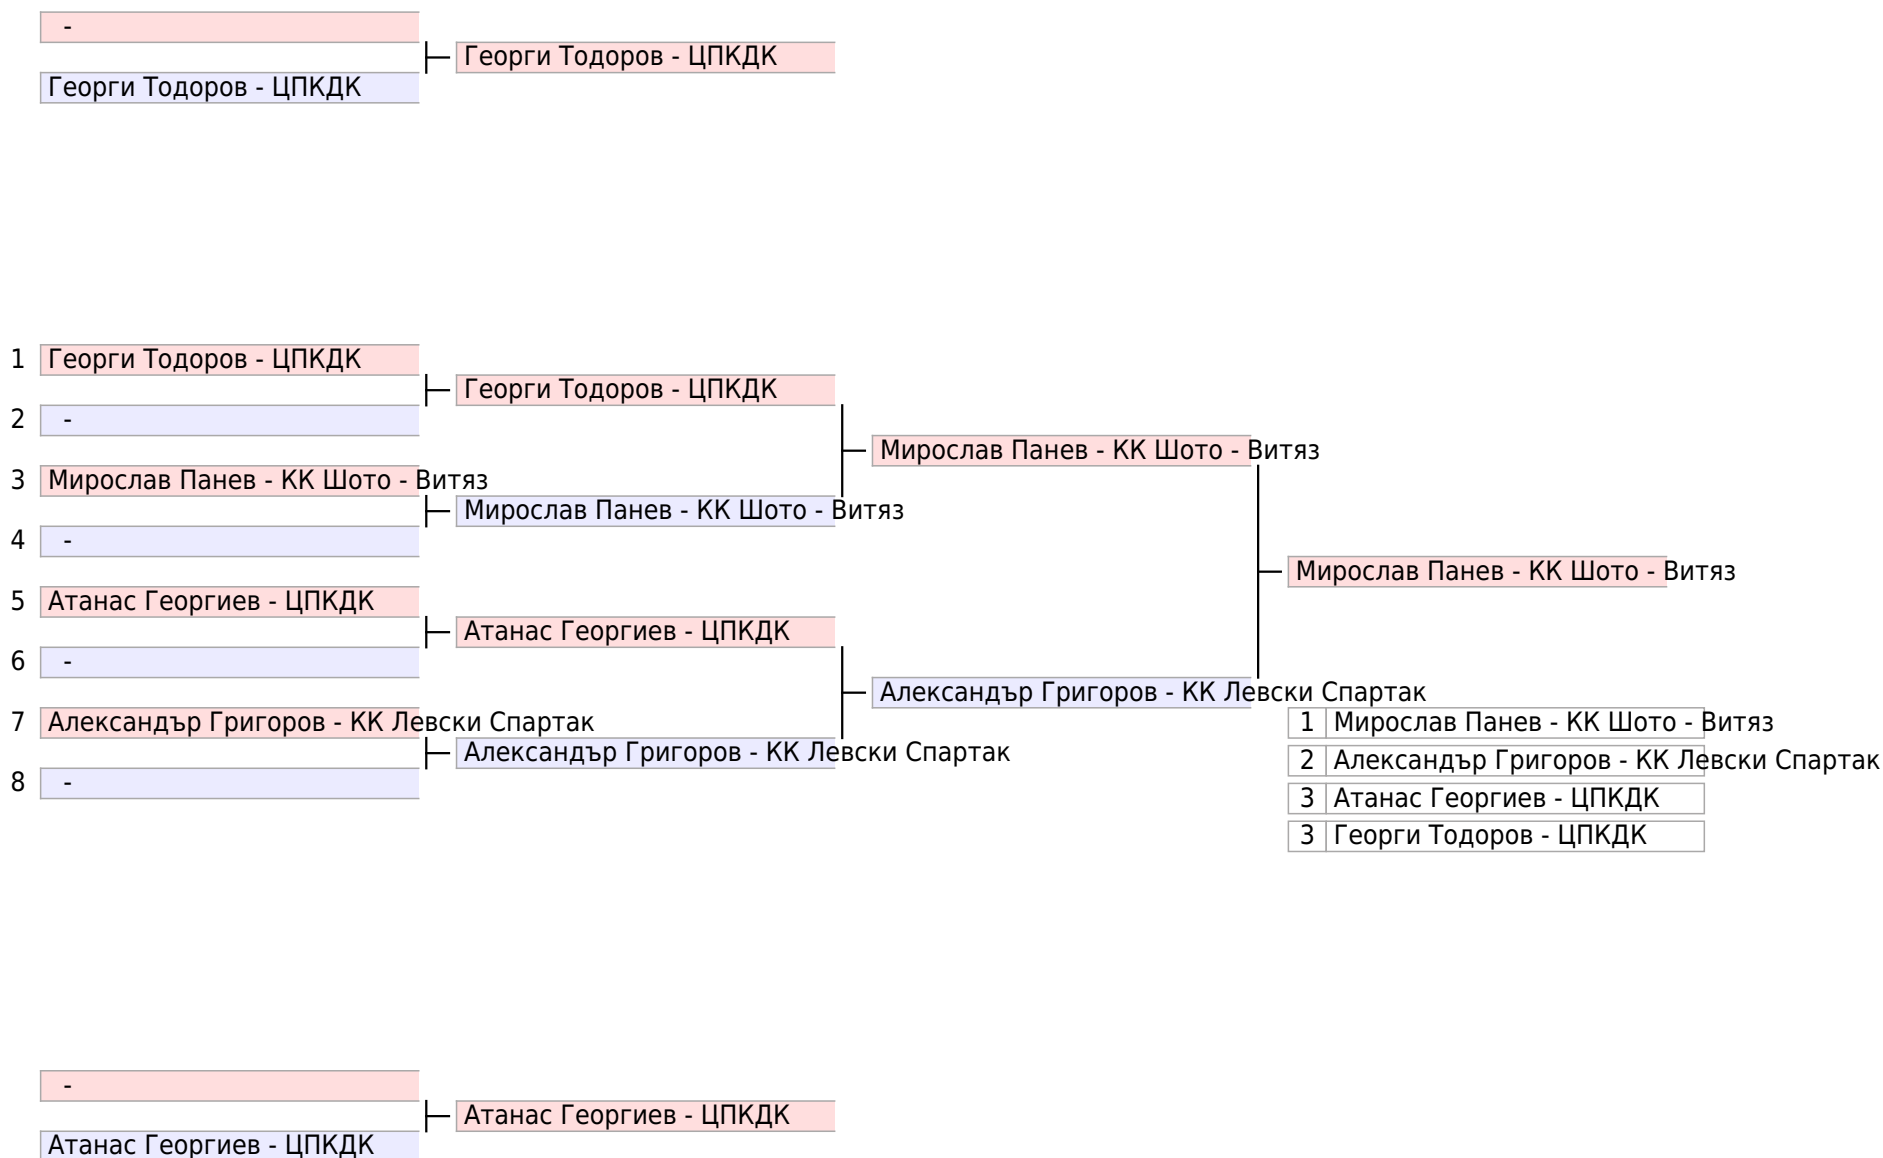 -
Георги Тодоров - ЦПКДК
Георги Тодоров - ЦПКДК
1 Георги Тодоров - ЦПКДК
Георги Тодоров - ЦПКДК
2 -
Мирослав Панев - КК Шото - Витяз
3 Мирослав Панев - КК Шото - Витяз
Мирослав Панев - КК Шото - Витяз
4 -
Мирослав Панев - КК Шото - Витяз
5 Атанас Георгиев - ЦПКДК
Атанас Георгиев - ЦПКДК
6 -
Александър Григоров - КК Левски Спартак
7 Александър Григоров - КК Левски Спартак
Александър Григоров - КК Левски Спартак
8 -
1 Мирослав Панев - КК Шото - Витяз
2 Александър Григоров - КК Левски Спартак
3 Атанас Георгиев - ЦПКДК
3 Георги Тодоров - ЦПКДК
-
Атанас Георгиев - ЦПКДК
Атанас Георгиев - ЦПКДК